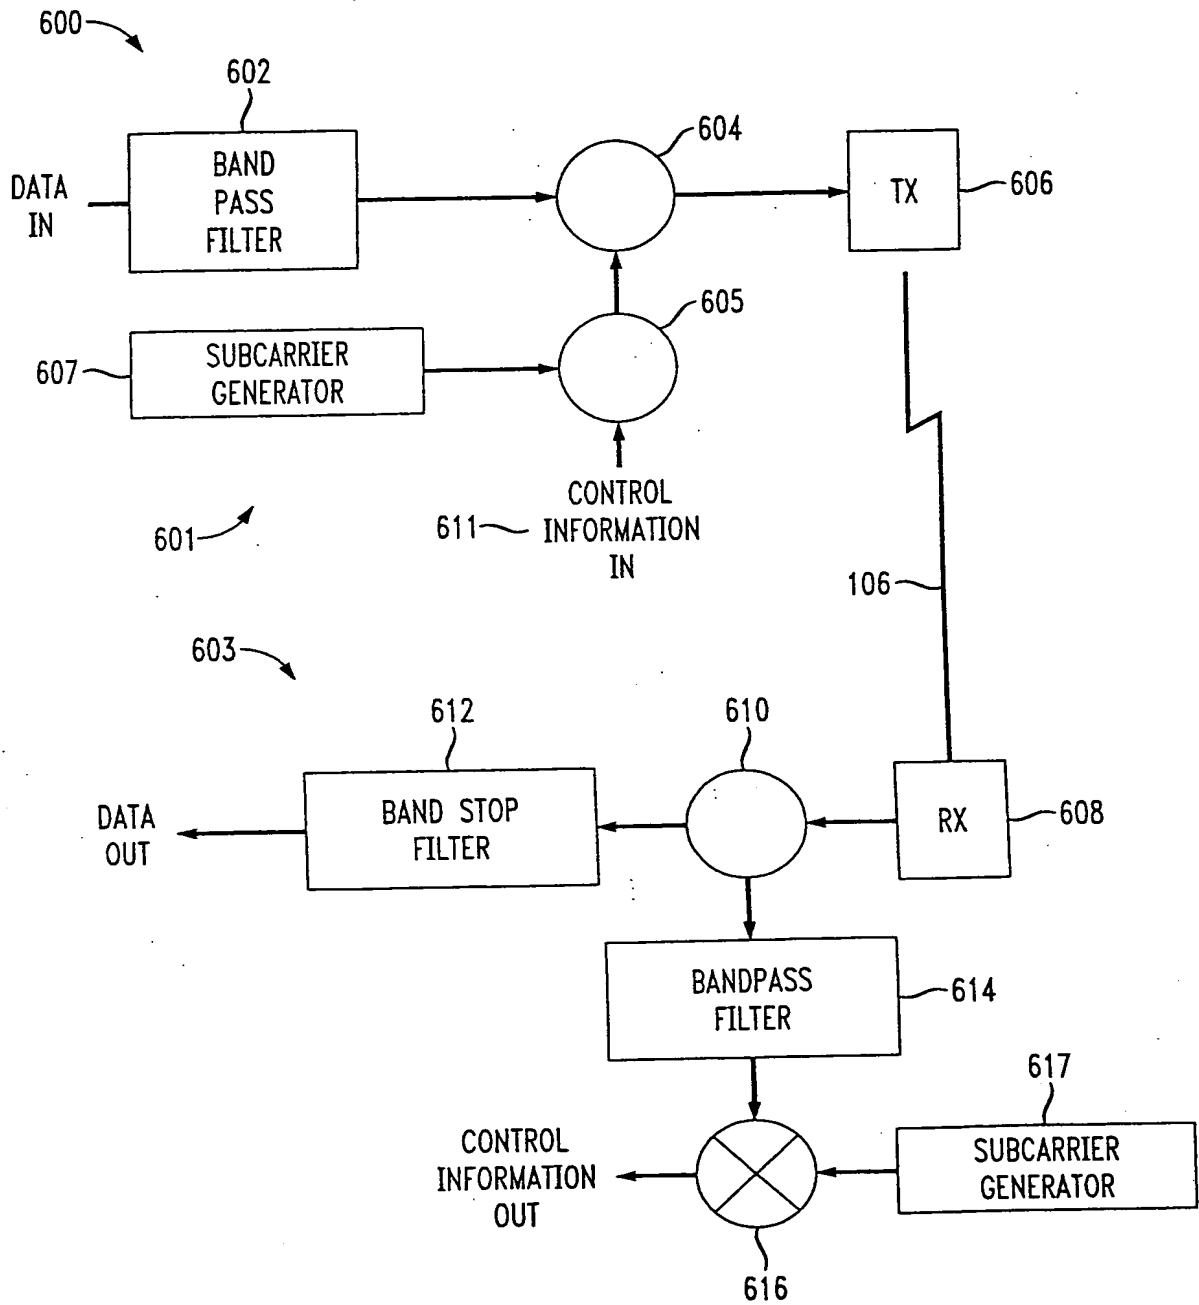 600
602
BAND
PASS
FILTER
DATA
IN
604
TX
606
605
607
SUBCARRIER
GENERATOR
CONTROL
INFORMATION
IN
611
601
106
603
612
610
BAND STOP
FILTER
DATA
OUT
RX
608
BANDPASS
FILTER
614
617
SUBCARRIER
GENERATOR
CONTROL
INFORMATION
OUT
616